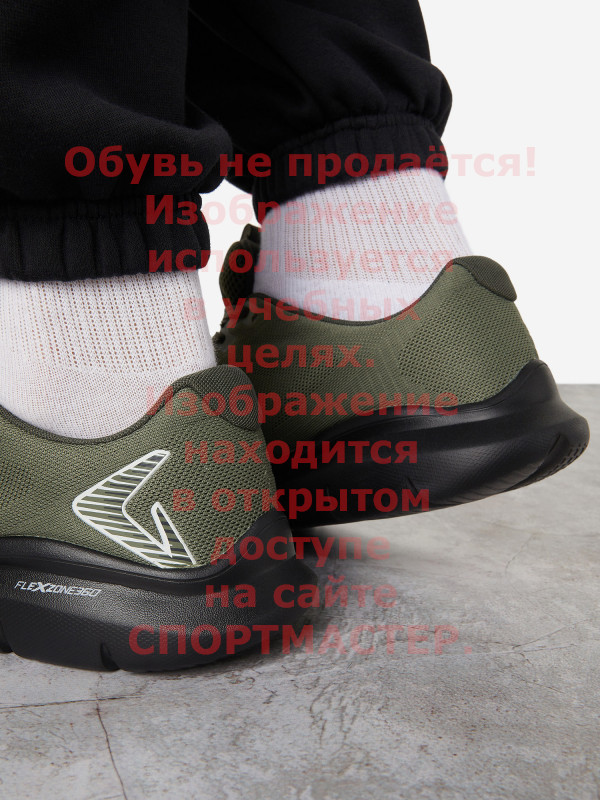 Обувь не продаётся!
Изображение
используется
в учебных
целях.
Изображение
находится
в открытом
доступе
на сайте
СПОРТМАСТЕР.
FLEXZONE360